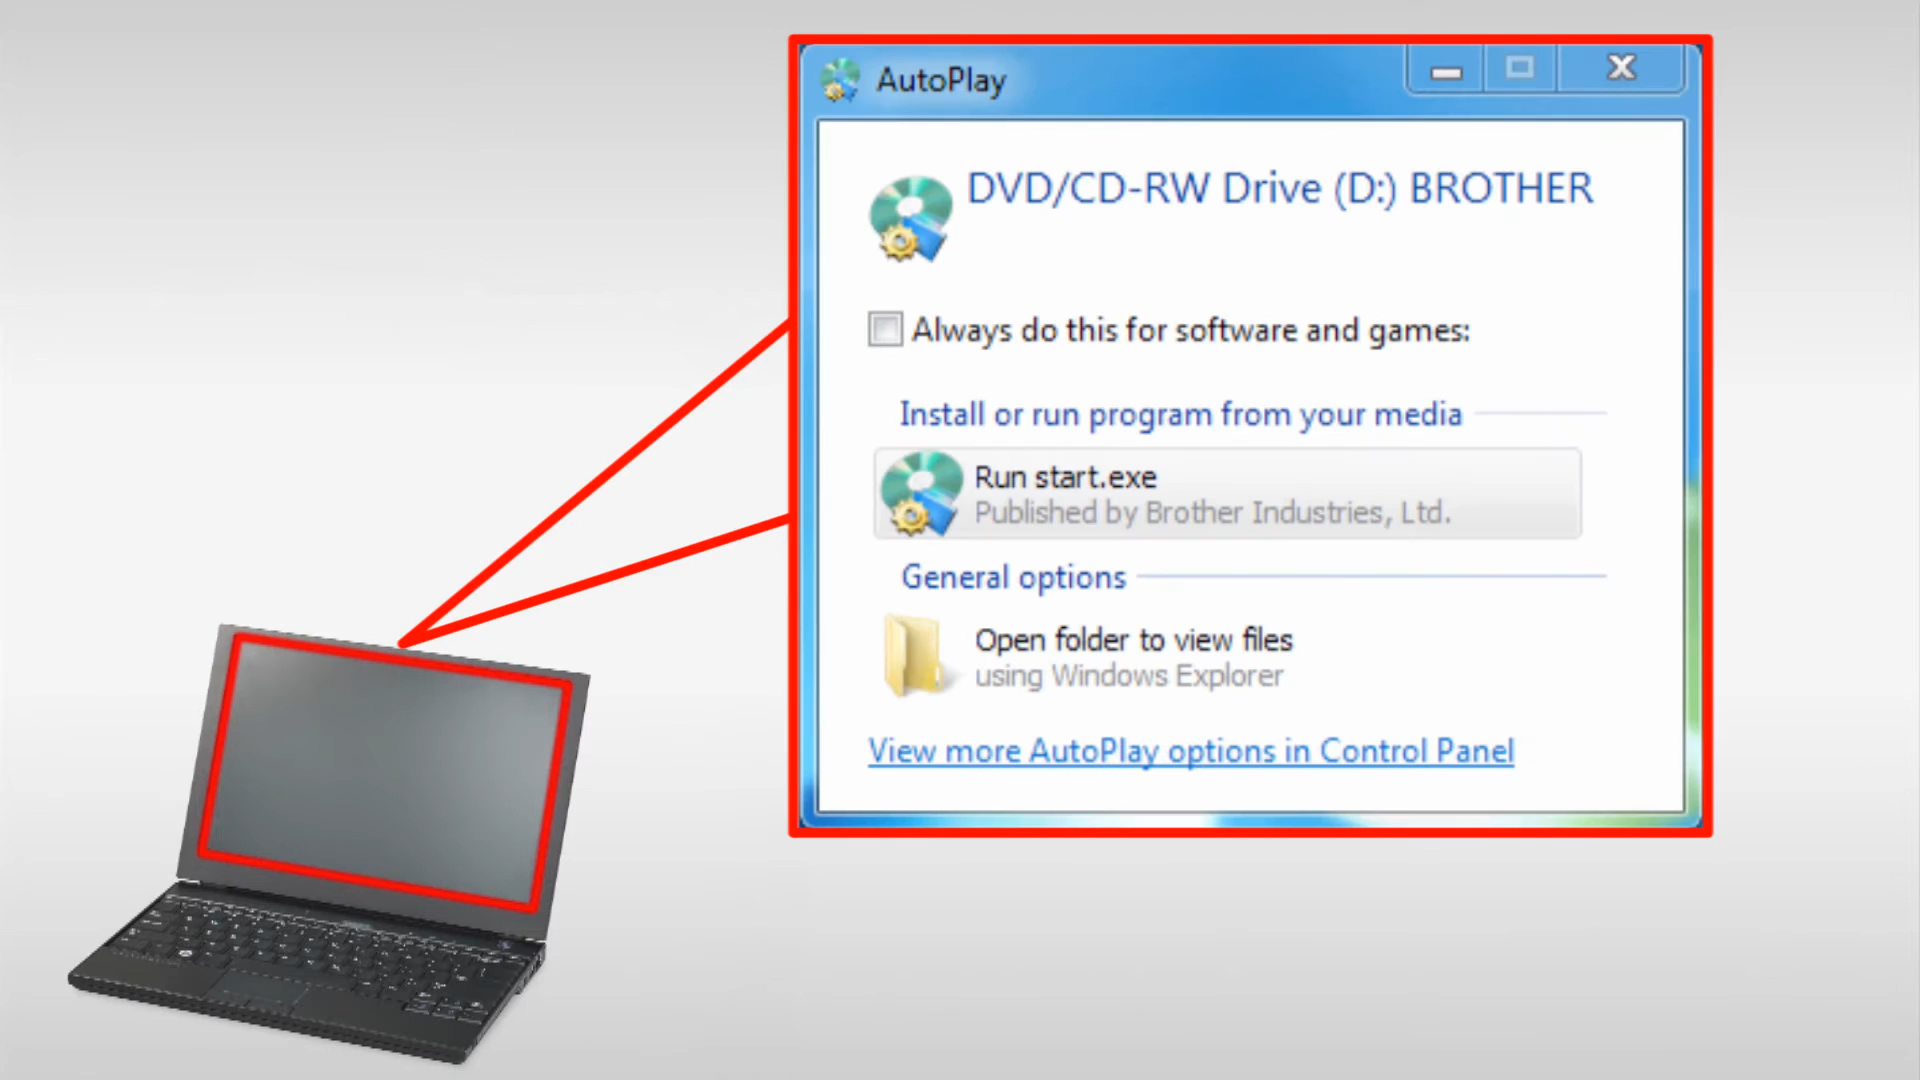 AutoPlay
DVD/CD-RW Drive (D:) BROTHER
Always do this for software and games:
Install or run program from your media
Run start.exe
Published by Brother Industries, Ltd.
General options
Open folder to view files
using Windows Explorer
View more AutoPlay options in Control Panel